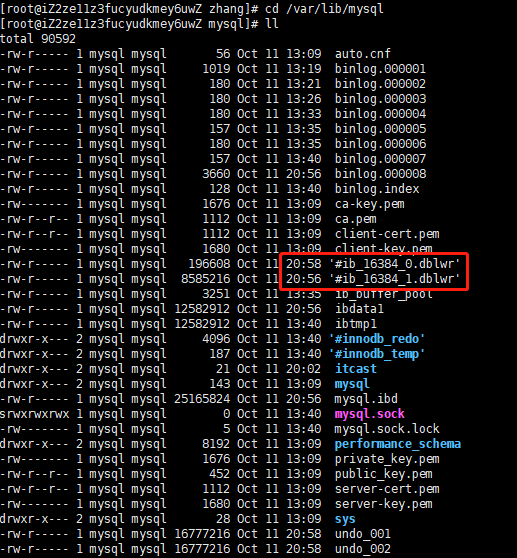 [root@iZ2ze11z3fucyudkmey6uwZ zhang]# cd /var/lib/mysql
[root@iZ2ze11z3fucyudkmey6uwZ mysql]# ll
total 90592
-rw-r----- 1 mysql mysql       56 Oct 11 13:09  auto.cnf
-rw-r----- 1 mysql mysql     1019 Oct 11 13:19  binlog.000001
-rw-r----- 1 mysql mysql      180 Oct 11 13:21  binlog.000002
-rw-r----- 1 mysql mysql      180 Oct 11 13:26  binlog.000003
-rw-r----- 1 mysql mysql      180 Oct 11 13:33  binlog.000004
-rw-r----- 1 mysql mysql      157 Oct 11 13:35  binlog.000005
-rw-r----- 1 mysql mysql      180 Oct 11 13:35  binlog.000006
-rw-r----- 1 mysql mysql      157 Oct 11 13:40  binlog.000007
-rw-r----- 1 mysql mysql     3660 Oct 11 20:56  binlog.000008
-rw-r----- 1 mysql mysql      128 Oct 11 13:40  binlog.index
-rw------- 1 mysql mysql     1676 Oct 11 13:09  ca-key.pem
-rw-r--r-- 1 mysql mysql     1112 Oct 11 13:09  ca.pem
-rw-r--r-- 1 mysql mysql     1112 Oct 11 13:09  client-cert.pem
-rw------- 1 mysql mysql     1680 Oct 11 13:09  client-key.pem
-rw-r----- 1 mysql mysql   196608 Oct 11 20:58 '#ib_16384_0.dblwr'
-rw-r----- 1 mysql mysql  8585216 Oct 11 20:56 '#ib_16384_1.dblwr'
-rw-r----- 1 mysql mysql     3251 Oct 11 13:35  ib_buffer_pool
-rw-r----- 1 mysql mysql 12582912 Oct 11 20:56  ibdata1
-rw-r----- 1 mysql mysql 12582912 Oct 11 13:40  ibtmp1
drwxr-x--- 2 mysql mysql     4096 Oct 11 13:40 '#innodb_redo'
drwxr-x--- 2 mysql mysql      187 Oct 11 13:40 '#innodb_temp'
drwxr-x--- 2 mysql mysql       21 Oct 11 20:02  itcast
drwxr-x--- 2 mysql mysql      143 Oct 11 13:09  mysql
-rw-r----- 1 mysql mysql 25165824 Oct 11 20:56  mysql.ibd
srwxrwxrwx 1 mysql mysql        0 Oct 11 13:40  mysql.sock
-rw------- 1 mysql mysql        5 Oct 11 13:40  mysql.sock.lock
drwxr-x--- 2 mysql mysql     8192 Oct 11 13:09  performance_schema
-rw------- 1 mysql mysql     1676 Oct 11 13:09  private_key.pem
-rw-r--r-- 1 mysql mysql      452 Oct 11 13:09  public_key.pem
-rw-r--r-- 1 mysql mysql     1112 Oct 11 13:09  server-cert.pem
-rw------- 1 mysql mysql     1680 Oct 11 13:09  server-key.pem
drwxr-x--- 2 mysql mysql       28 Oct 11 13:09  sys
-rw-r----- 1 mysql mysql 16777216 Oct 11 20:58  undo_001
-rw-r----- 1 mysql mysql 16777216 Oct 11 20:58  undo_002